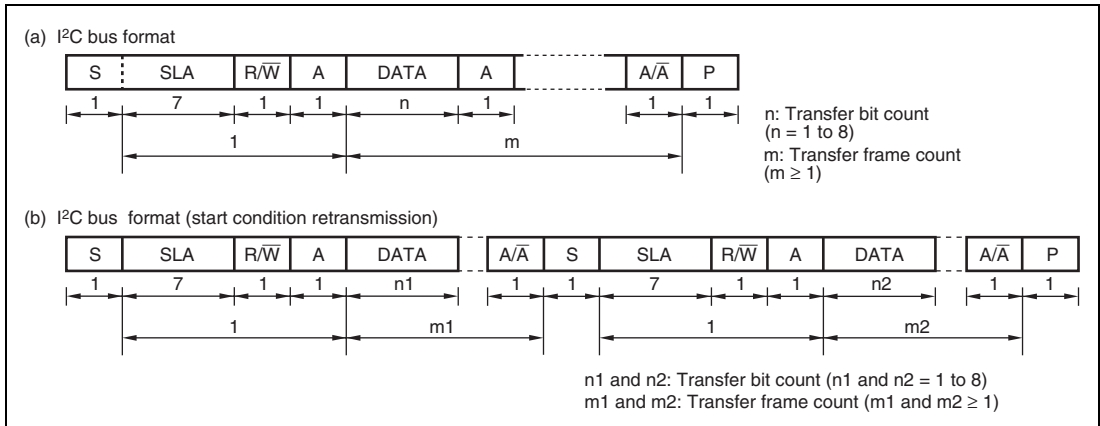 (a) I²C bus format
S SLA R/W̅ A DATA A A/A̅ P
1 7 1 1 n 1 1 1
1 m
n: Transfer bit count
(n = 1 to 8)
m: Transfer frame count
(m ≥ 1)
(b) I²C bus format (start condition retransmission)
S SLA R/W̅ A DATA A/A̅ S SLA R/W̅ A DATA A/A̅ P
1 7 1 1 n1 1 1 7 1 1 n2 1 1
1 m1 1 m2
n1 and n2: Transfer bit count (n1 and n2 = 1 to 8)
m1 and m2: Transfer frame count (m1 and m2 ≥ 1)